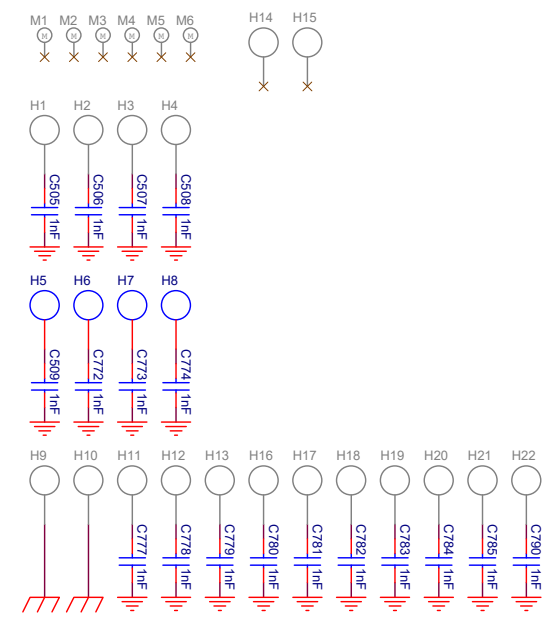 M1 M2 M3 M4 M5 M6
M M M M M M
H14 H15
H1 H2 H3 H4
C505 C506 C507 C508
1nF 1nF 1nF 1nF
H5 H6 H7 H8
C509 C772 C773 C774
1nF 1nF 1nF 1nF
H9 H10 H11 H12 H13 H16 H17 H18 H19 H20 H21 H22
C777 C778 C779 C780 C781 C782 C783 C784 C785 C790
1nF 1nF 1nF 1nF 1nF 1nF 1nF 1nF 1nF 1nF